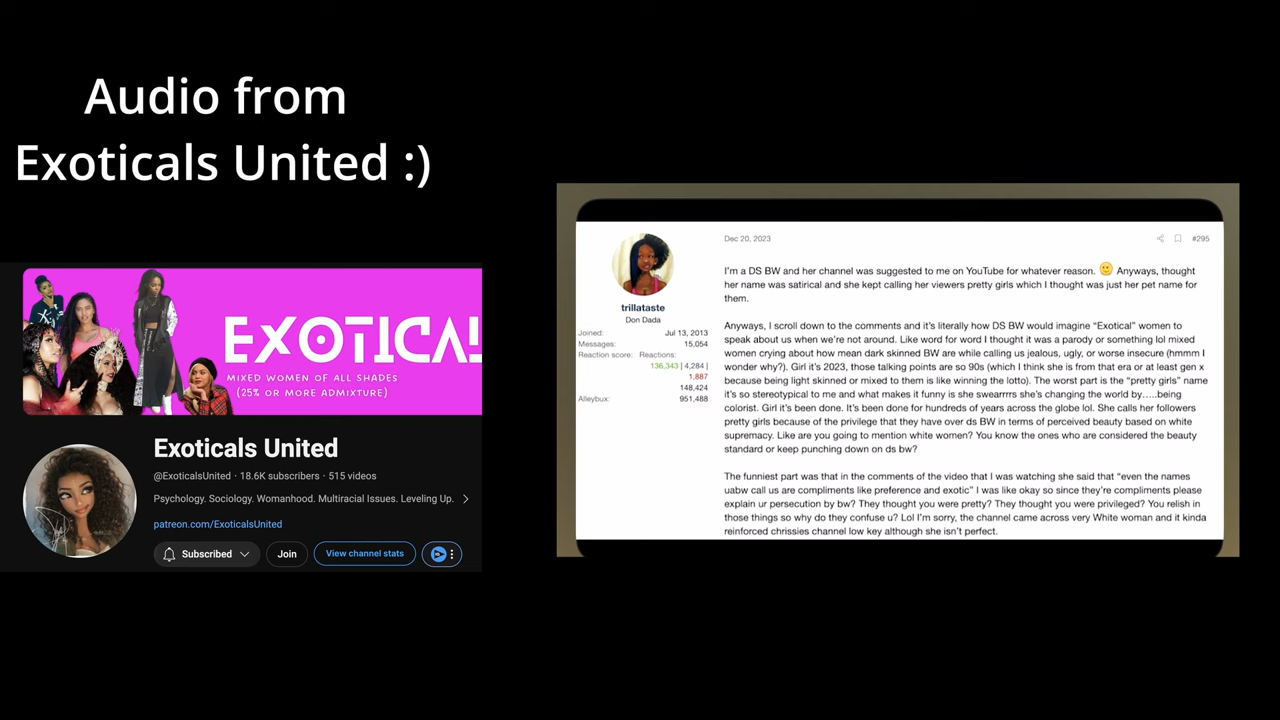 Audio from
Exoticals United :)
EXOTICAL
MIXED WOMEN OF ALL SHADES
(25% OR MORE ADMIXTURE)
Exoticals United
@ExoticalsUnited · 18.6K subscribers · 515 videos
Psychology. Sociology. Womanhood. Multiracial Issues. Leveling Up.
patreon.com/ExoticalsUnited
Subscribed
Join
View channel stats
trillataste
Don Dada
Joined: Jul 13, 2013
Messages: 15,054
Reaction score: Reactions:
136,343 | 4,284 |
1,887
148,424
Alleybux: 951,488
Dec 20, 2023
#295
I'm a DS BW and her channel was suggested to me on YouTube for whatever reason. 🙂 Anyways, thought
her name was satirical and she kept calling her viewers pretty girls which I thought was just her pet name for
them.
Anyways, I scroll down to the comments and it's literally how DS BW would imagine “Exotical” women to
speak about us when we're not around. Like word for word I thought it was a parody or something lol mixed
women crying about how mean dark skinned BW are while calling us jealous, ugly, or worse insecure (hmmm I
wonder why?). Girl it's 2023, those talking points are so 90s (which I think she is from that era or at least gen x
because being light skinned or mixed to them is like winning the lotto). The worst part is the “pretty girls” name
it's so stereotypical to me and what makes it funny is she swearrrrs she's changing the world by…..being
colorist. Girl it's been done. It's been done for hundreds of years across the globe lol. She calls her followers
pretty girls because of the privilege that they have over ds BW in terms of perceived beauty based on white
supremacy. Like are you going to mention white women? You know the ones who are considered the beauty
standard or keep punching down on ds bw?
The funniest part was that in the comments of the video that I was watching she said that “even the names
uabw call us are compliments like preference and exotic” I was like okay so since they're compliments please
explain ur persecution by bw? They thought you were pretty? They thought you were privileged? You relish in
those things so why do they confuse u? Lol I'm sorry, the channel came across very White woman and it kinda
reinforced chrissies channel low key although she isn't perfect.